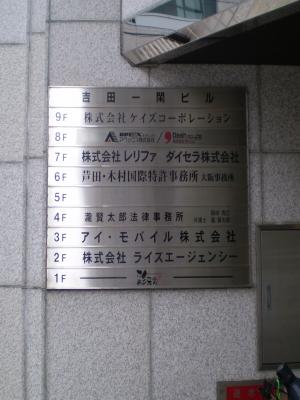 吉田一閑ビル
9F 株式会社ケイズコーポレーション
8F APEX
7F 株式会社レリファ ダイセラ株式会社
6F 芦田・木村国際特許事務所 大阪事務所
5F
4F 瀧賢太郎法律事務所
3F アイ・モバイル株式会社
2F 株式会社 ライズエージェンシー
1F